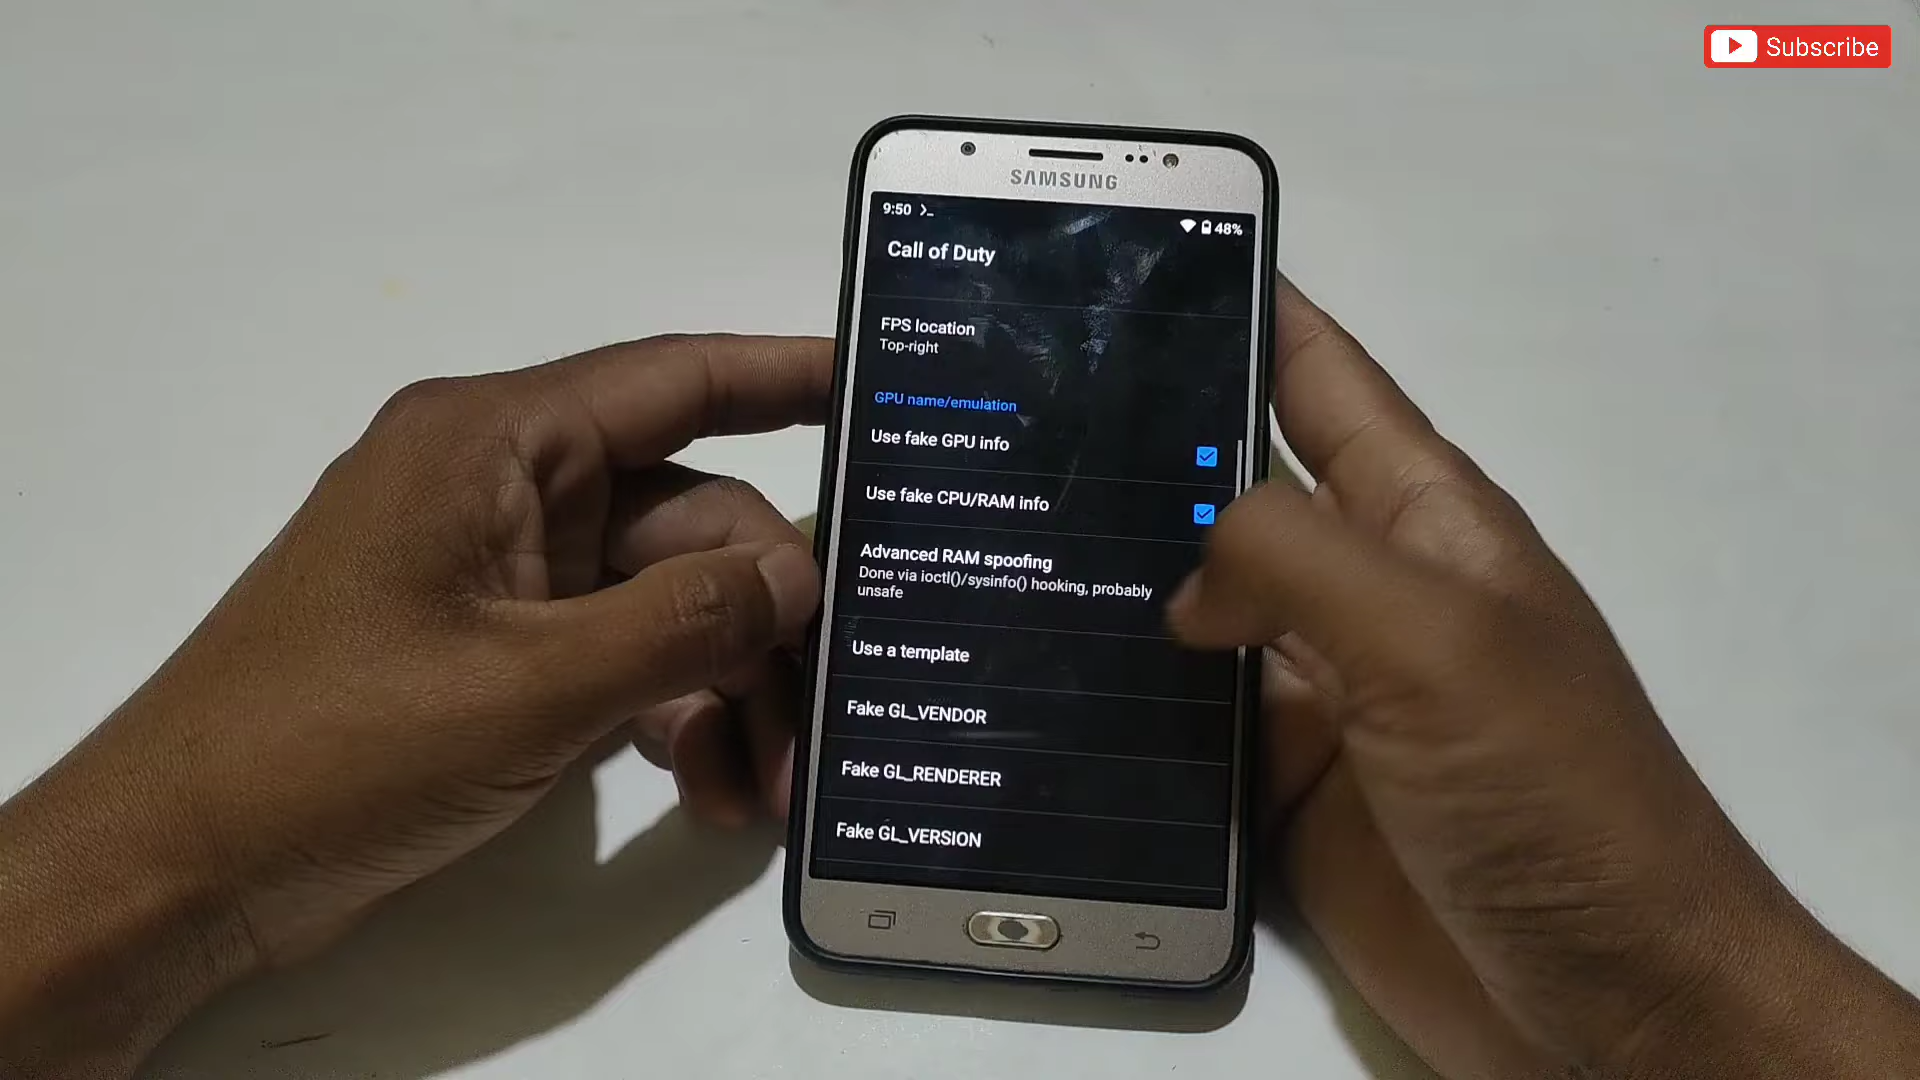 Subscribe
SAMSUNG
9:50
48%
Call of Duty
FPS location
Top-right
GPU name/emulation
Use fake GPU info
Use fake CPU/RAM info
Advanced RAM spoofing
Done via ioctl()/sysinfo() hooking, probably
unsafe
Use a template
Fake GL_VENDOR
Fake GL_RENDERER
Fake GL_VERSION